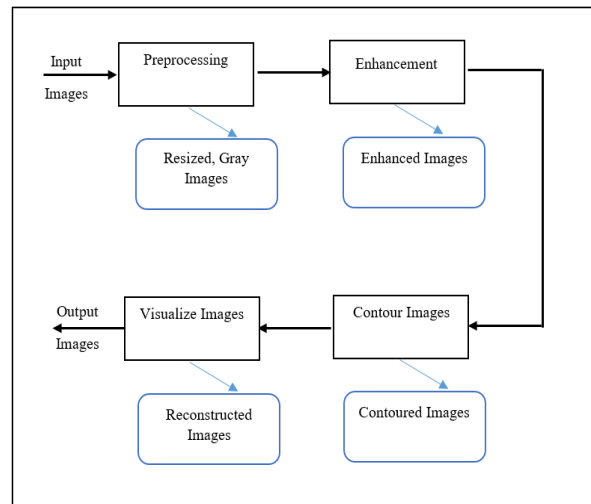 Input
Images
Preprocessing
Enhancement
Resized, Gray
Images
Enhanced Images
Output
Images
Visualize Images
Contour Images
Reconstructed
Images
Contoured Images